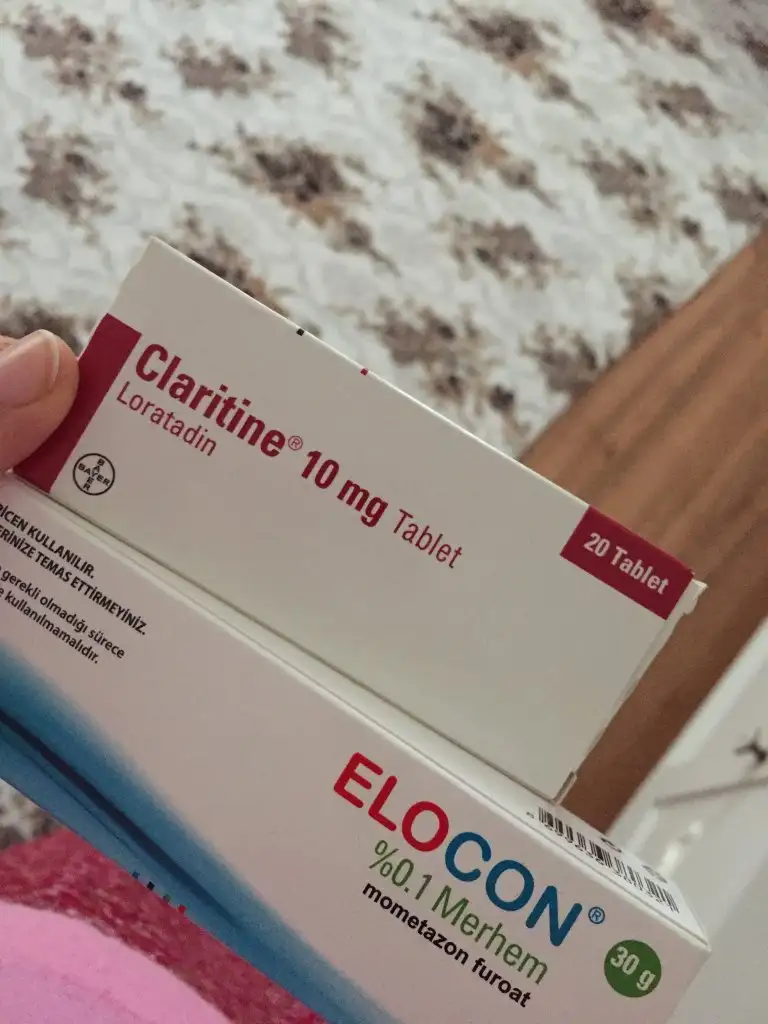 Claritine® 10 mg Tablet
Loratadin
BAYER
BAYER
20 Tablet
KULLANILIR.
TEMAS ETTİRMEYİNİZ.
gerekli olmadığı sürece
kullanılmamalıdır.
ELOCON®
%0.1 Merhem
mometazon furoat
30 g